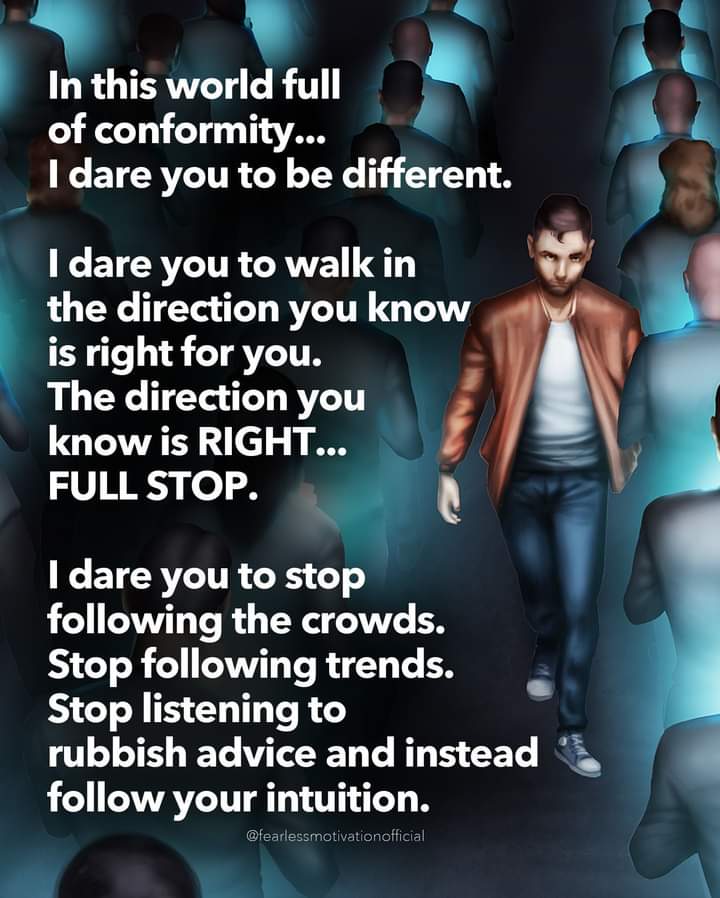 In this world full
of conformity...
I dare you to be different.
I dare you to walk in
the direction you know
is right for you.
The direction you
know is RIGHT...
FULL STOP.
I dare you to stop
following the crowds.
Stop following trends.
Stop listening to
rubbish advice and instead
follow your intuition.
@fearlessmotivationofficial